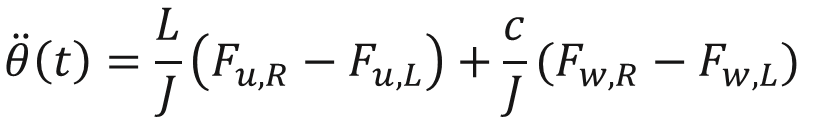 θ̈(t) = L/J (F_{u,R} − F_{u,L}) + c/J (F_{w,R} − F_{w,L})